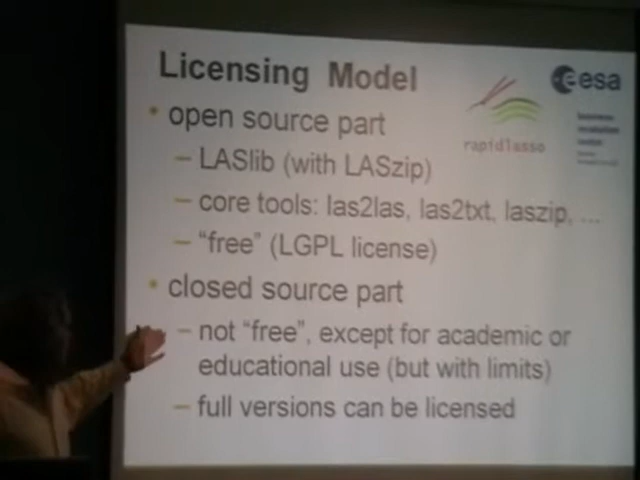 Licensing Model
esa
rapidlasso
• open source part
– LASlib (with LASzip)
– core tools: las2las, las2txt, laszip, ...
– “free” (LGPL license)
• closed source part
– not “free”, except for academic or
educational use (but with limits)
– full versions can be licensed